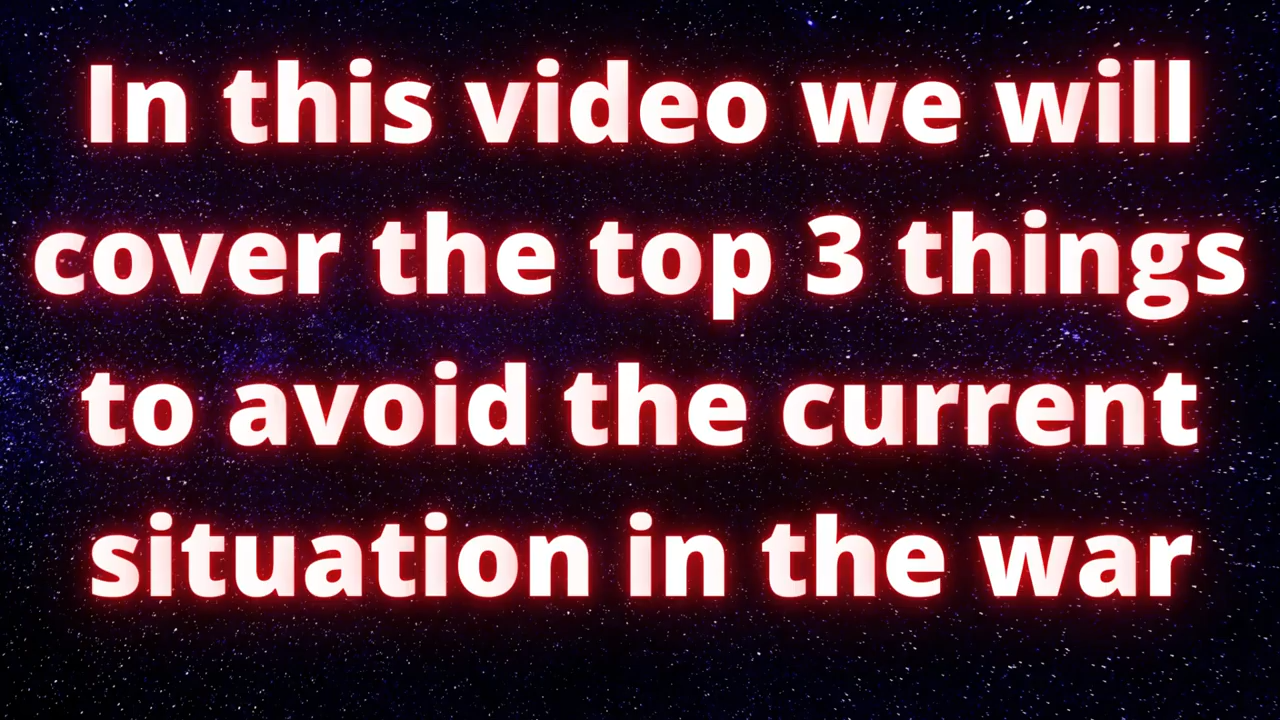 In this video we will
cover the top 3 things
to avoid the current
situation in the war